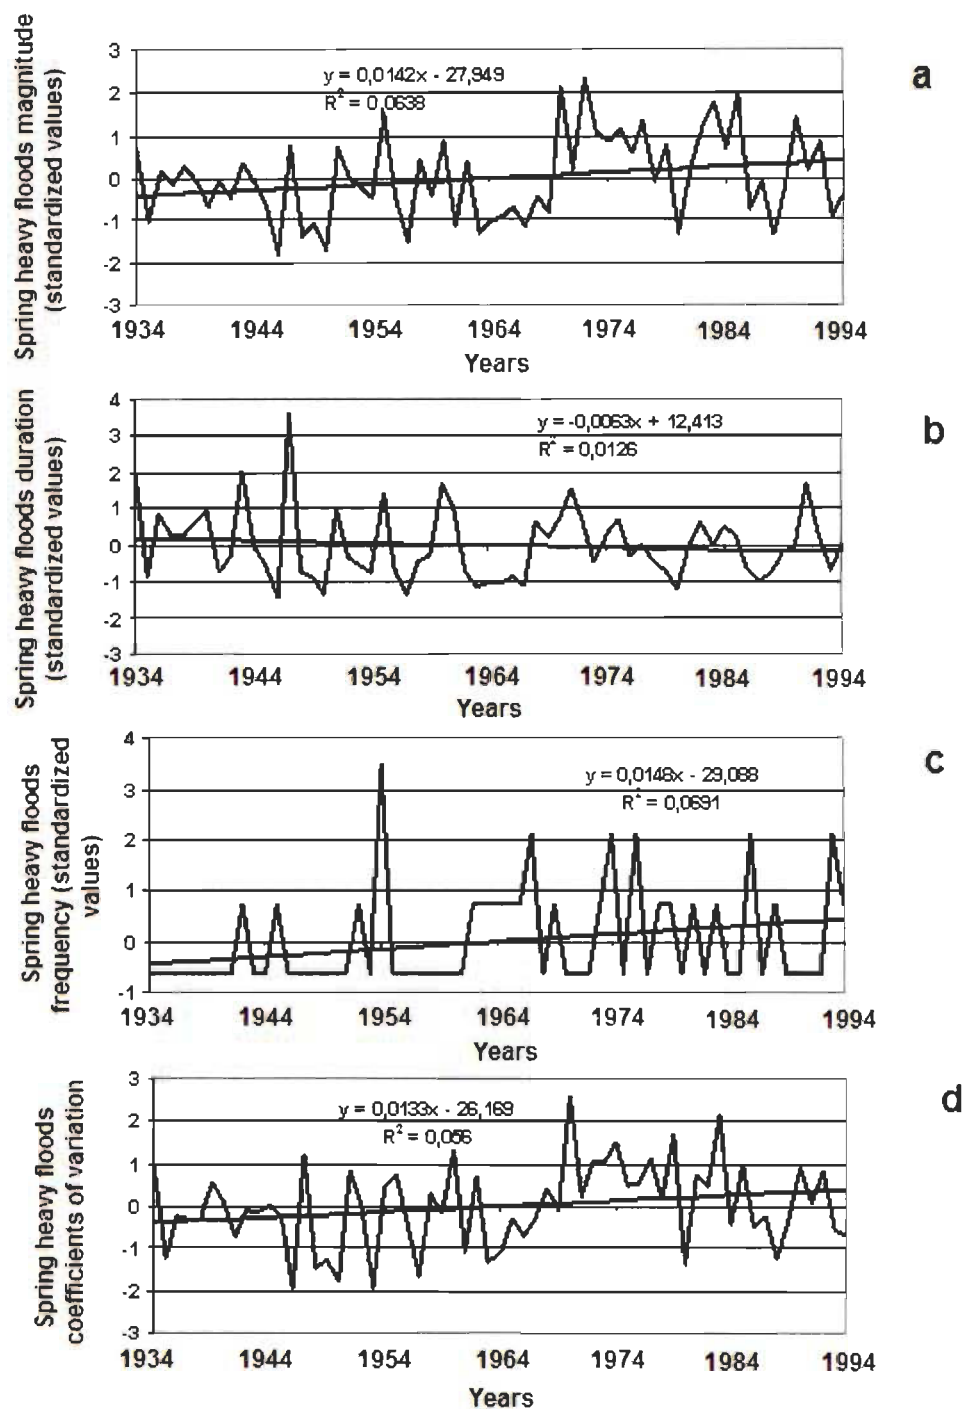 Spring heavy floods magnitude
(standardized values)
a
y = 0,0142x - 27,949
R² = 0,0638
3
2
1
0
-1
-2
-3
1934 1944 1954 1964 1974 1984 1994
Years
Spring heavy floods duration
(standardized values)
b
y = -0,0063x + 12,413
R² = 0,0126
4
3
2
1
0
-1
-2
-3
1934 1944 1954 1964 1974 1984 1994
Years
Spring heavy floods
frequency (standardized
values)
c
y = 0,0148x - 29,088
R² = 0,0691
4
3
2
1
0
-1
1934 1944 1954 1964 1974 1984 1994
Years
Spring heavy floods
coefficients of variation
d
y = 0,0133x - 26,169
R² = 0,056
3
2
1
0
-1
-2
-3
1934 1944 1954 1964 1974 1984 1994
Years